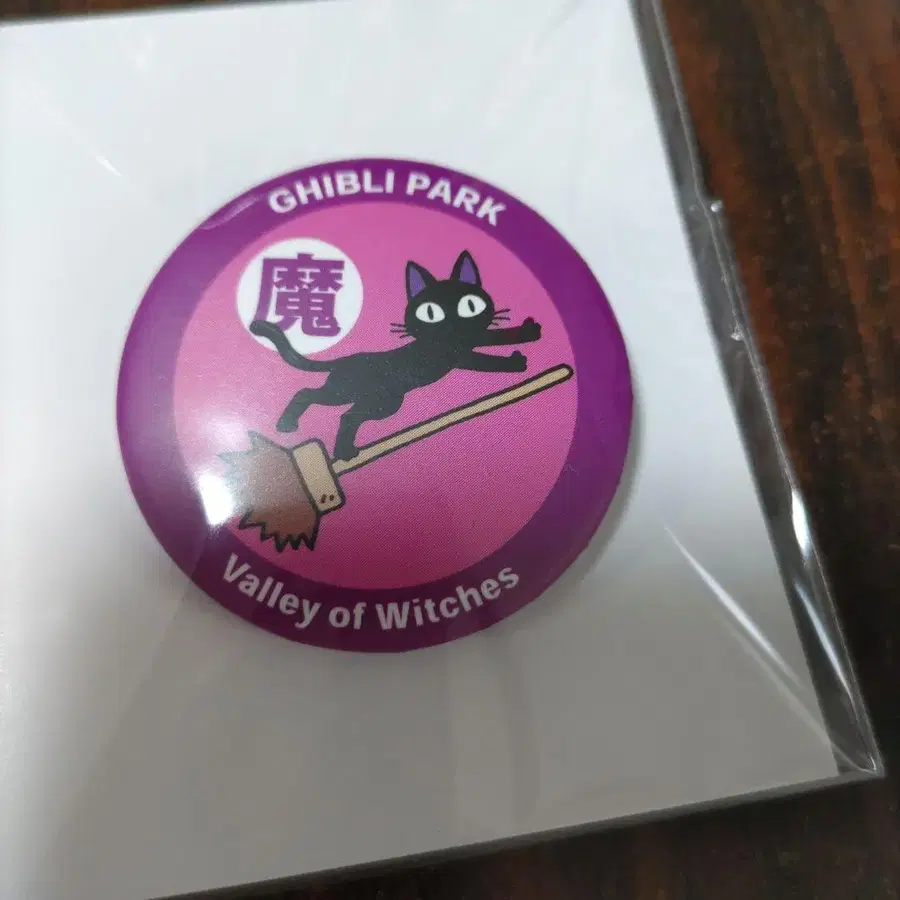 GHIBLI PARK
魔
Valley of Witches